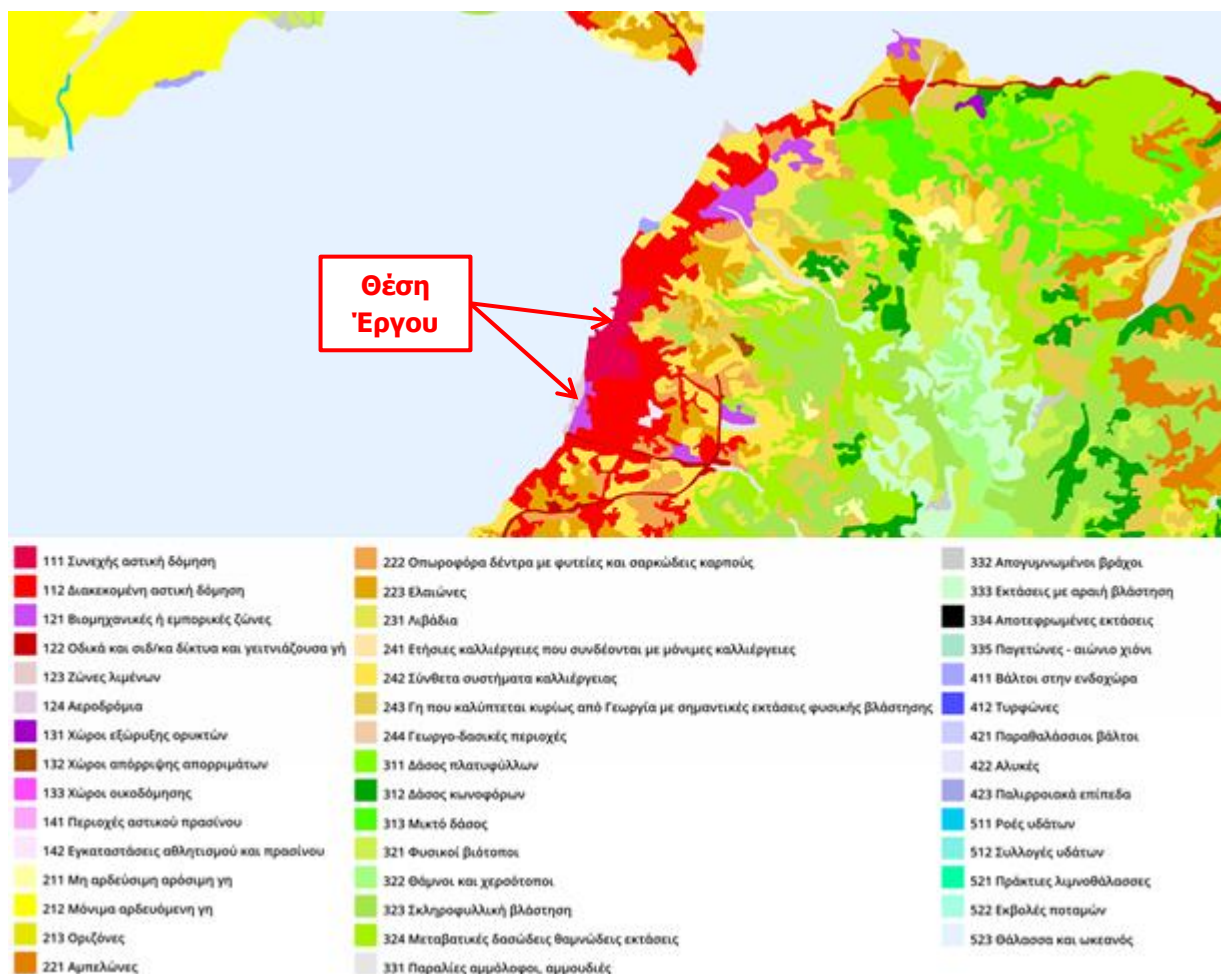 Θέση
Έργου
111 Συνεχής αστική δόμηση
112 Διακεκομένη αστική δόμηση
121 Βιομηχανικές ή εμπορικές ζώνες
122 Οδικά και σιδ/κα δίκτυα και γειτνιάζουσα γή
123 Ζώνες λιμένων
124 Αεροδρόμια
131 Χώροι εξώρυξης ορυκτών
132 Χώροι απόρριψης απορριμάτων
133 Χώροι οικοδόμησης
141 Περιοχές αστικού πρασίνου
142 Εγκαταστάσεις αθλητισμού και πρασίνου
211 Μη αρδεύσιμη αρόσιμη γη
212 Μόνιμα αρδευόμενη γη
213 Οριζόνες
221 Αμπελώνες
222 Οπωροφόρα δέντρα με φυτείες και σαρκώδεις καρπούς
223 Ελαιώνες
231 Λιβάδια
241 Ετήσιες καλλιέργειες που συνδέονται με μόνιμες καλλιέργειες
242 Σύνθετα συστήματα καλλιέργειας
243 Γη που καλύπτεται κυρίως από Γεωργία με σημαντικές εκτάσεις φυσικής βλάστησης
244 Γεωργο-δασικές περιοχές
311 Δάσος πλατυφύλλων
312 Δάσος κωνοφόρων
313 Μικτό δάσος
321 Φυσικοί βιότοποι
322 Θάμνοι και χερσότοποι
323 Σκληροφυλλική βλάστηση
324 Μεταβατικές δασώδεις θαμνώδεις εκτάσεις
331 Παραλίες αμμόλοφοι, αμμουδιές
332 Απογυμνωμένοι βράχοι
333 Εκτάσεις με αραιή βλάστηση
334 Αποτεφρωμένες εκτάσεις
335 Παγετώνες - αιώνιο χιόνι
411 Βάλτοι στην ενδοχώρα
412 Τυρφώνες
421 Παραθαλάσσιοι βάλτοι
422 Αλυκές
423 Παλιρροιακά επίπεδα
511 Ροές υδάτων
512 Συλλογές υδάτων
521 Πράκτιες λιμνοθάλασσες
522 Εκβολές ποταμών
523 Θάλασσα και ωκεανός